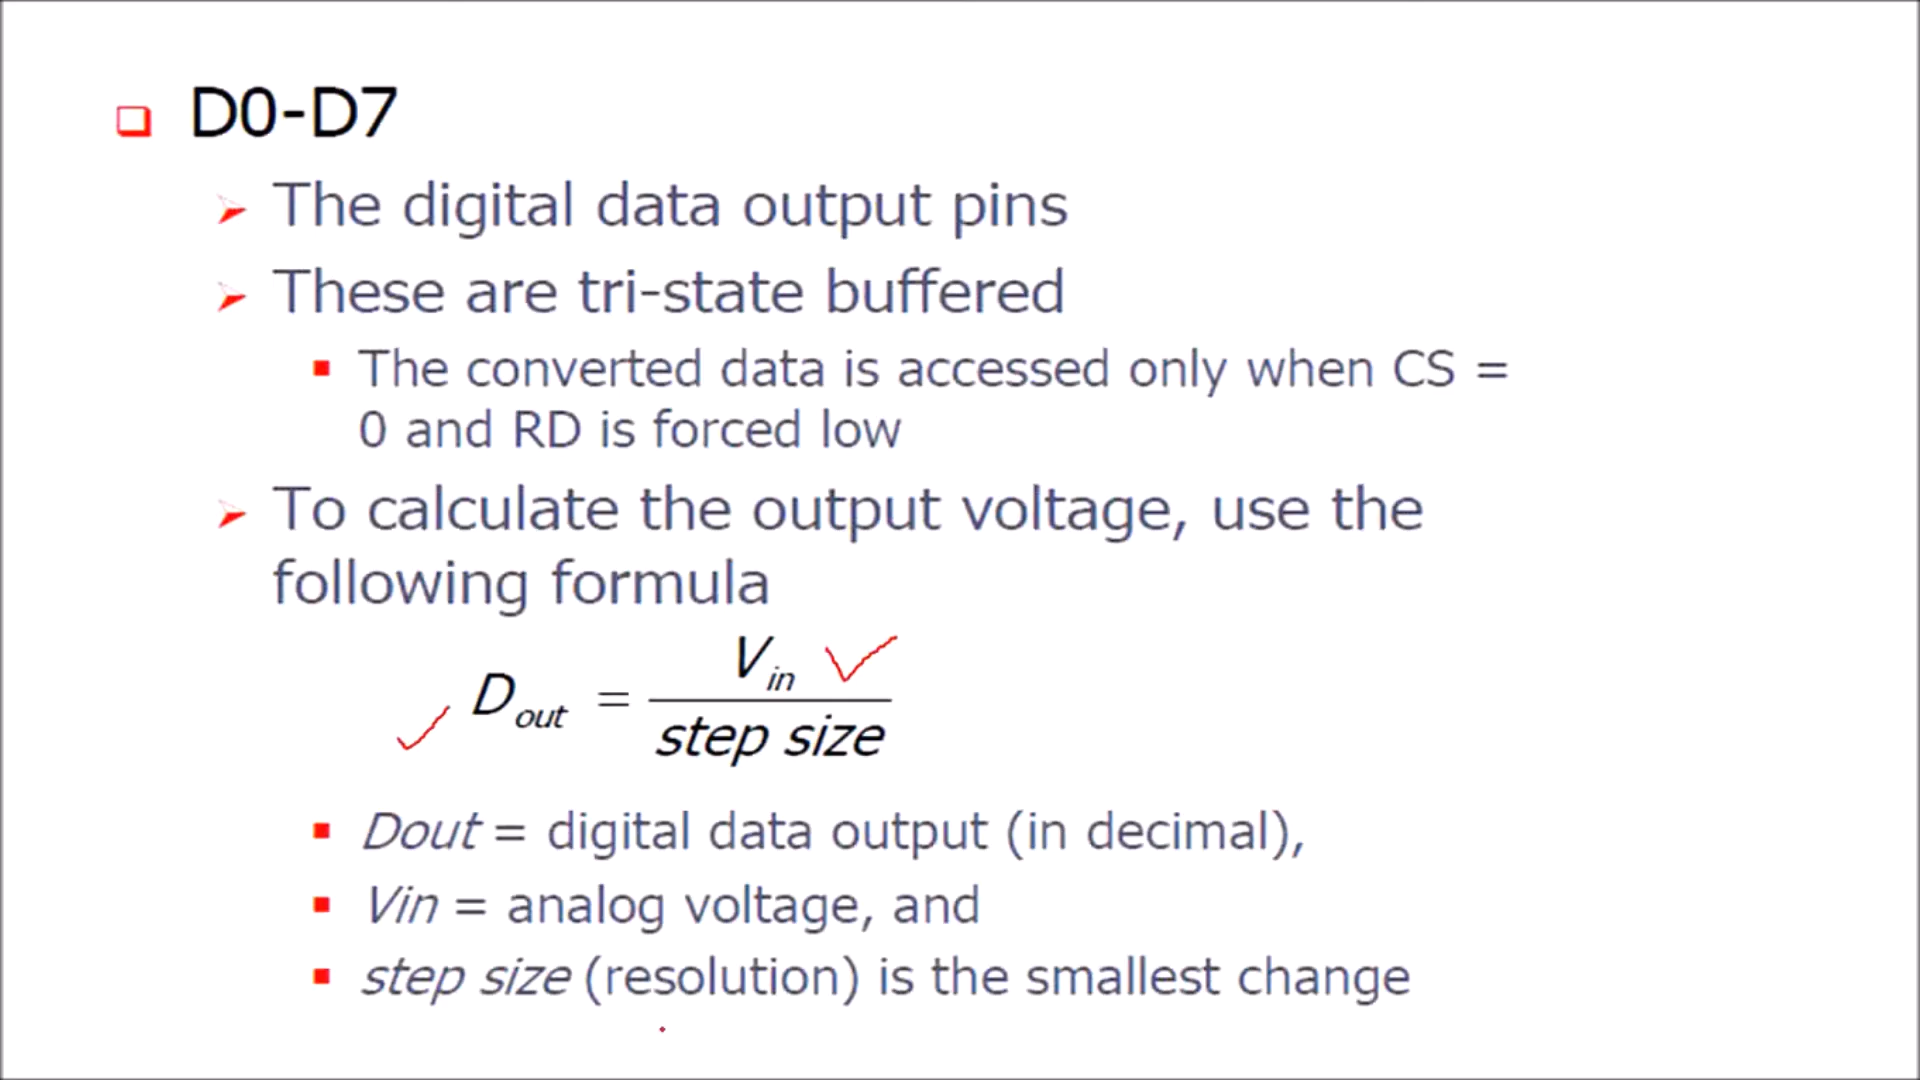 D0-D7
The digital data output pins
These are tri-state buffered
The converted data is accessed only when CS =
0 and RD is forced low
To calculate the output voltage, use the
following formula
D_out = V_in / step size
Dout = digital data output (in decimal),
Vin = analog voltage, and
step size (resolution) is the smallest change